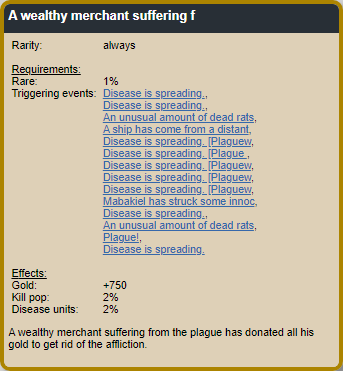 A wealthy merchant suffering f
Rarity: always
Requirements:
Rare: 1%
Triggering events: Disease is spreading.,
Disease is spreading.,
An unusual amount of dead rats,
A ship has come from a distant,
Disease is spreading. [Plaguew,
Disease is spreading. [Plague ,
Disease is spreading. [Plaguew,
Disease is spreading. [Plaguew,
Disease is spreading. [Plaguew,
Mabakiel has struck some innoc,
Disease is spreading.,
An unusual amount of dead rats,
Plague!,
Disease is spreading.
Effects:
Gold: +750
Kill pop: 2%
Disease units: 2%
A wealthy merchant suffering from the plague has donated all his
gold to get rid of the affliction.